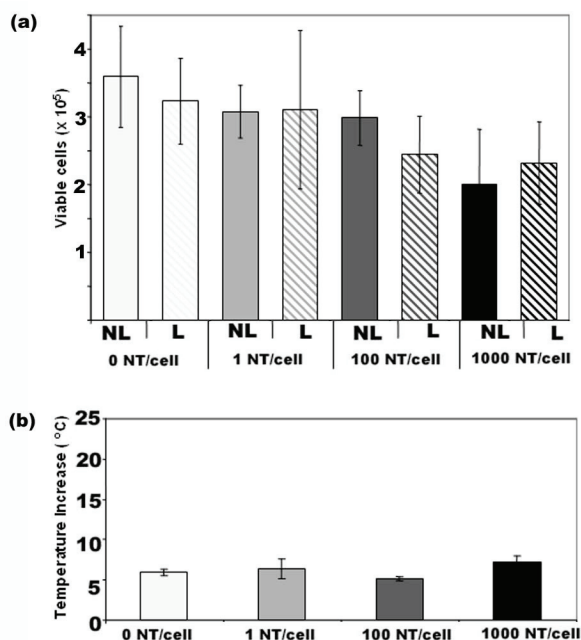 (a)
Viable cells (x 10⁵)
4
3
2
1
NL L NL L NL L NL L
0 NT/cell 1 NT/cell 100 NT/cell 1000 NT/cell
(b)
Temperature Increase ( °C)
25
20
15
10
5
0
0 NT/cell 1 NT/cell 100 NT/cell 1000 NT/cell